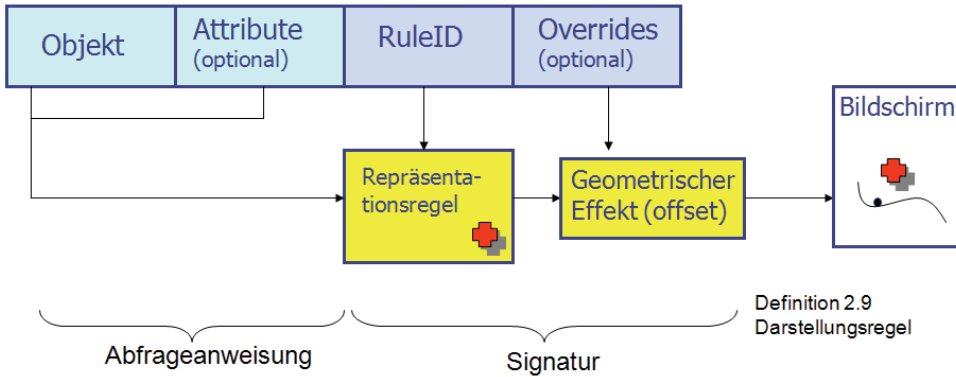 Objekt
Attribute
(optional)
RuleID
Overrides
(optional)
Bildschirm
Repräsenta-
tionsregel
Geometrischer
Effekt (offset)
Definition 2.9
Darstellungsregel
Abfrageanweisung
Signatur